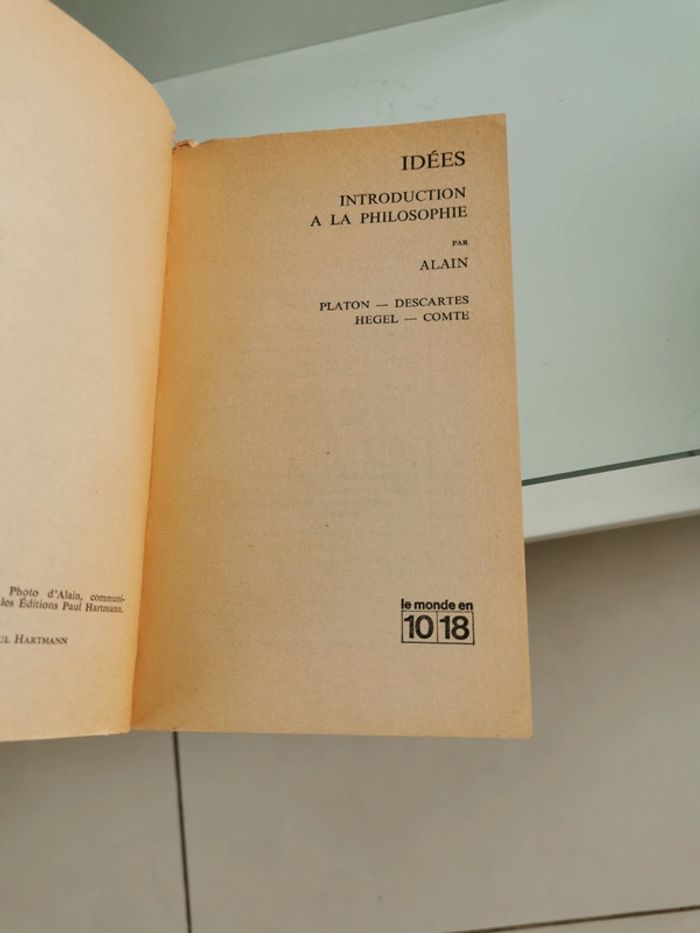 Photo d'Alain, communi-
les Éditions Paul Hartmann.
HARTMANN
IDÉES
INTRODUCTION
A LA PHILOSOPHIE
PAR
ALAIN
PLATON — DESCARTES
HEGEL — COMTE
le monde en
10 18